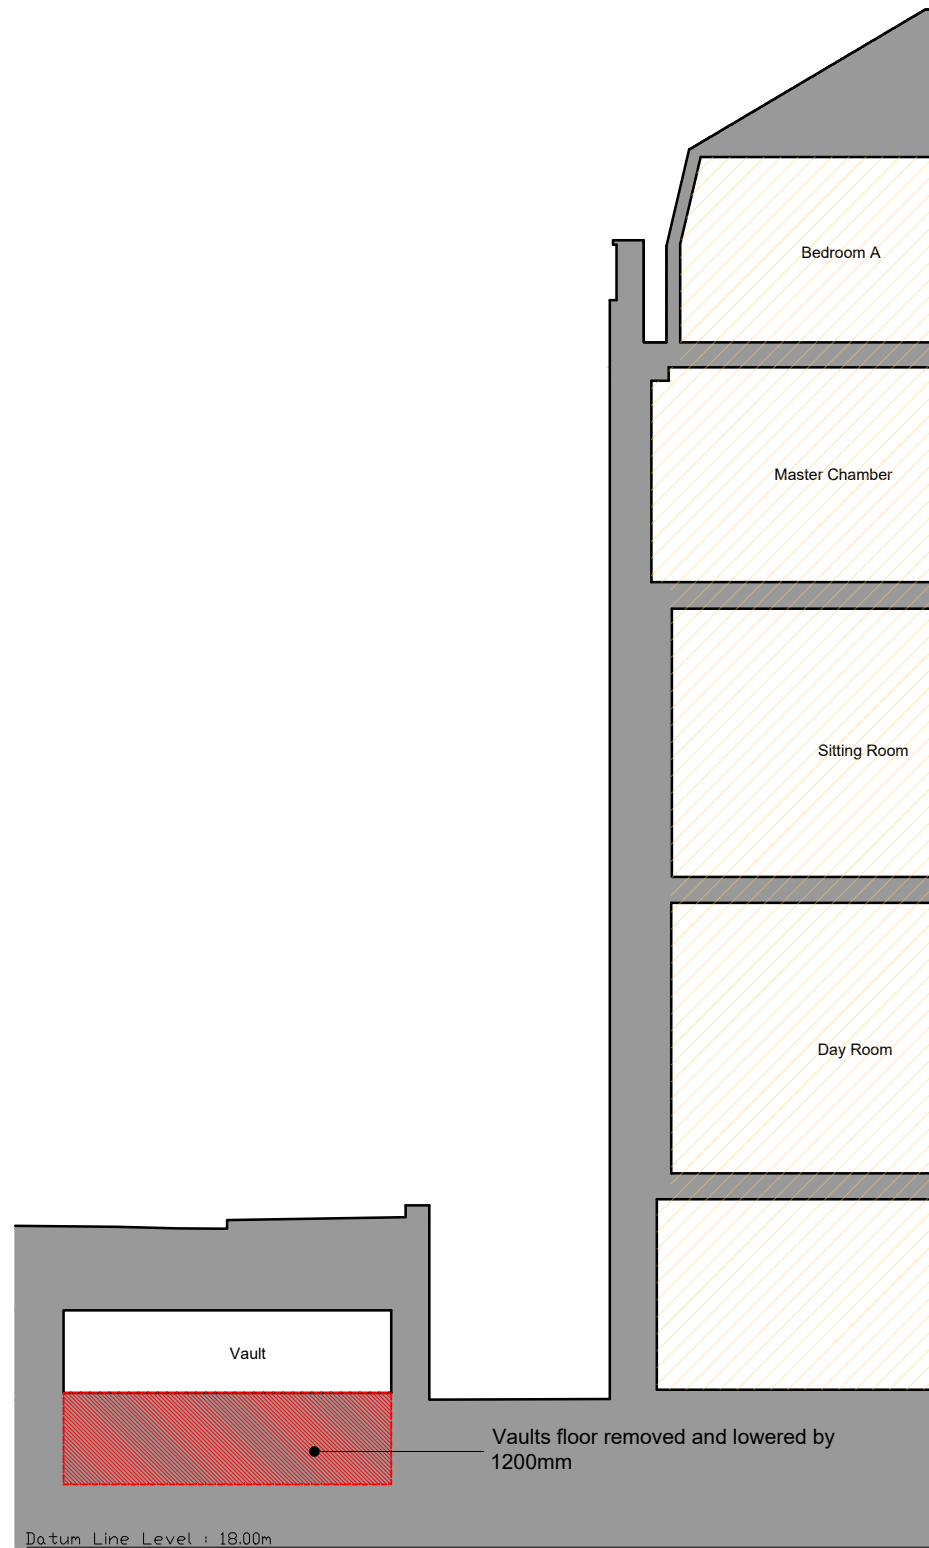 Bedroom A
Master Chamber
Sitting Room
Day Room
Vault
Vaults floor removed and lowered by
1200mm
Datum Line Level : 18.00m